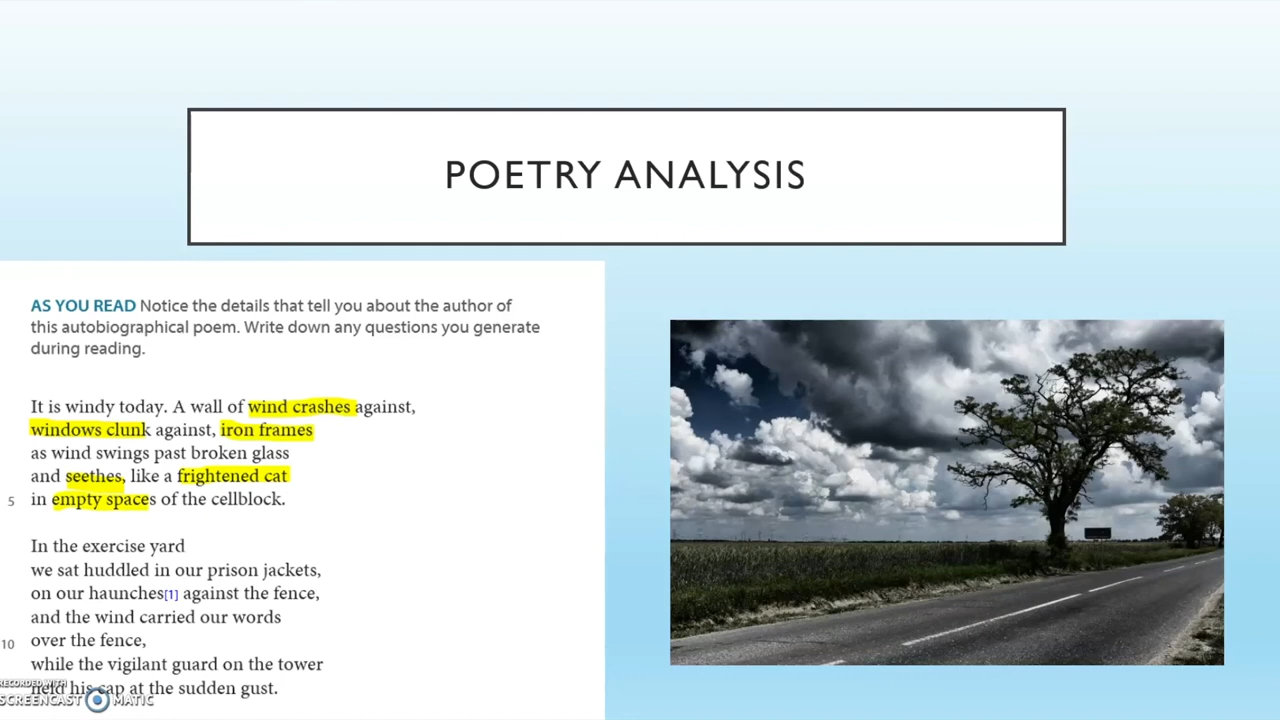 POETRY ANALYSIS
AS YOU READ Notice the details that tell you about the author of
this autobiographical poem. Write down any questions you generate
during reading.
It is windy today. A wall of wind crashes against,
windows clunk against, iron frames
as wind swings past broken glass
and seethes, like a frightened cat
5 in empty spaces of the cellblock.
In the exercise yard
we sat huddled in our prison jackets,
on our haunches[1] against the fence,
and the wind carried our words
10 over the fence,
while the vigilant guard on the tower
held his cap at the sudden gust.
RECORDED WITH
SCREENCAST MATIC